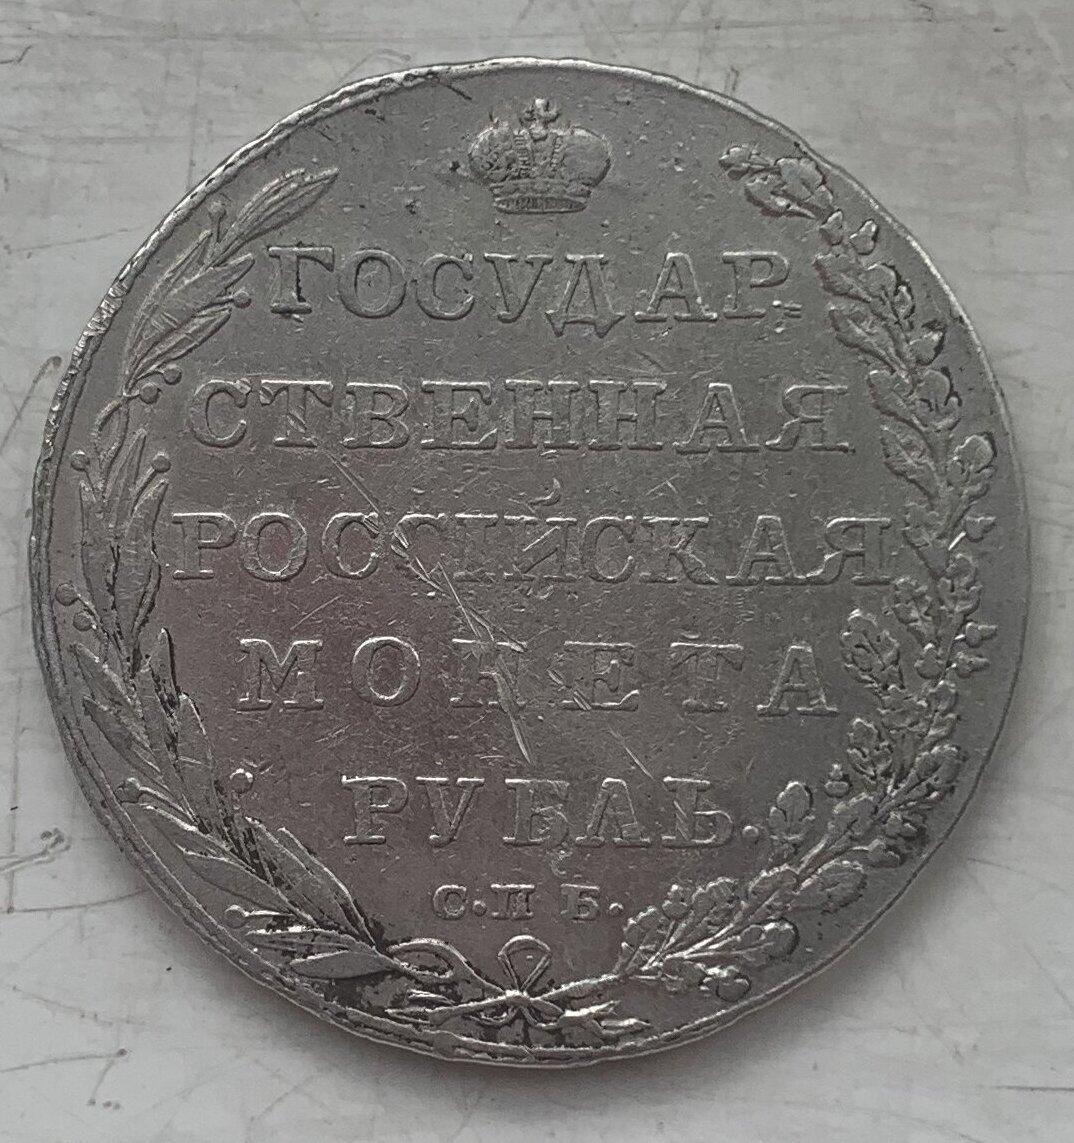 ГОСУДАР
СТВЕННАЯ
РОССІЙСКАЯ
МОНЕТА
РУБЛЬ.
С.П Б.